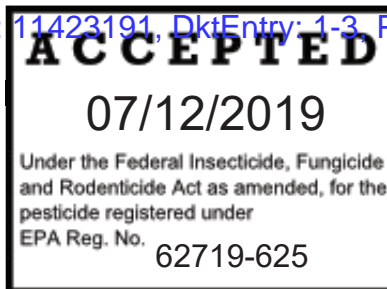 11423191, DktEntry: 1-3,
ACCEPTED
07/12/2019
Under the Federal Insecticide, Fungicide
and Rodenticide Act as amended, for the
pesticide registered under
EPA Reg. No. 62719-625